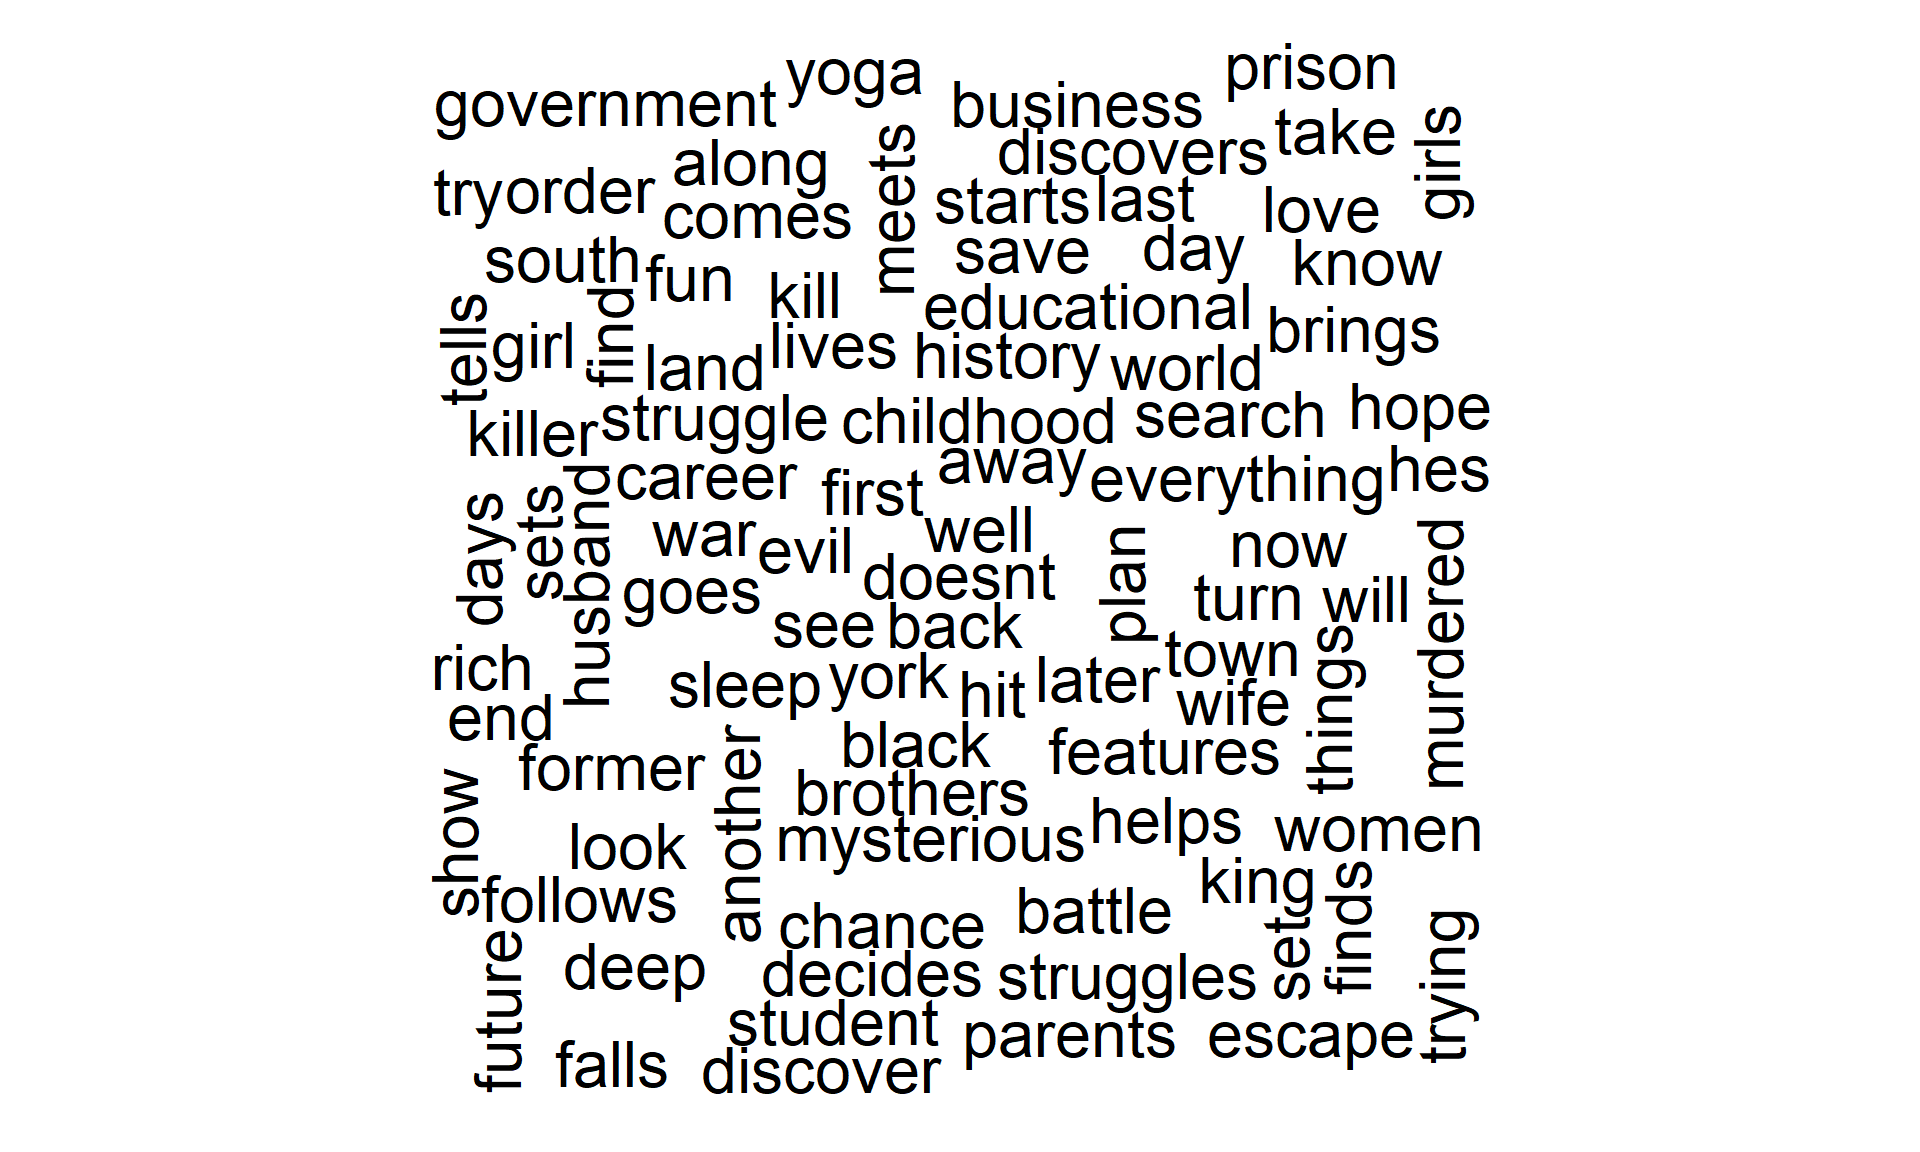 yoga
prison
government
business
take
girls
discovers
along
meets
try
order
starts
last
love
comes
save
day
know
south
fun
kill
find
educational
brings
tells
girl
land
lives
history
world
killer
struggle
childhood
search
hope
away
career
first
everything
hes
days
sets
husband
war
evil
well
now
plan
murdered
goes
doesnt
turn
will
see
back
town
things
rich
sleep
york
hit
later
wife
end
black
features
former
another
brothers
show
look
mysterious
helps
women
follows
king
finds
chance
battle
set
trying
future
deep
decides
struggles
student
parents
escape
falls
discover